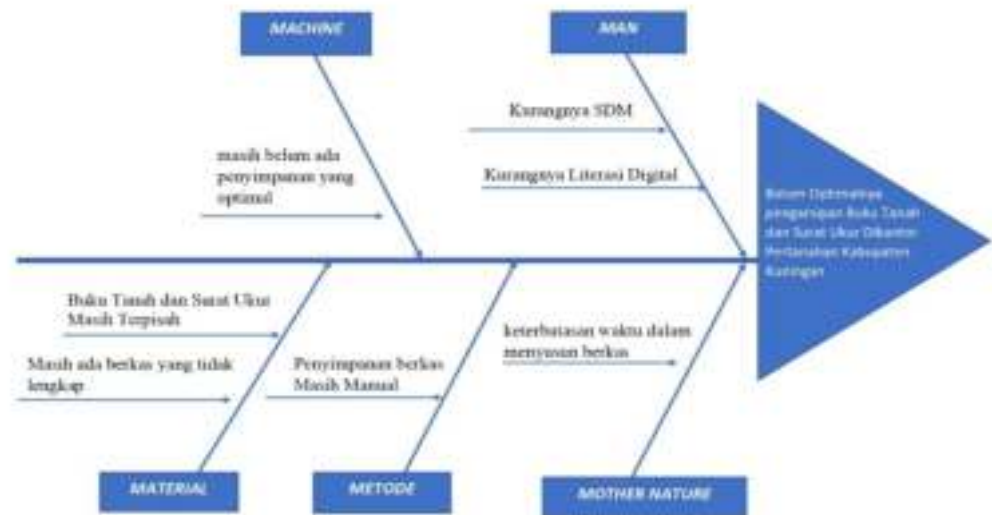 MACHINE
MAN
Kurangnya SDM
masih belum ada
penyimpanan yang
optimal
Kurangnya Literasi Digital
Belum Optimalnya
pengarsipan Buku Tanah
dan Surat Ukur Dikantor
Pertanahan Kabupaten
Kuningan
Buku Tanah dan Surat Ukur
Masih Terpisah
Masih ada berkas yang tidak
lengkap
Penyimpanan berkas
Masih Manual
keterbatasan waktu dalam
menyusun berkas
MATERIAL
METODE
MOTHER NATURE